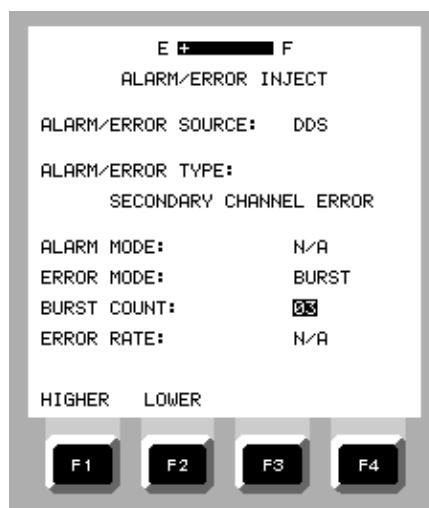 E + F
ALARM/ERROR INJECT
ALARM/ERROR SOURCE: DDS
ALARM/ERROR TYPE:
SECONDARY CHANNEL ERROR
ALARM MODE: N/A
ERROR MODE: BURST
BURST COUNT: 03
ERROR RATE: N/A
HIGHER LOWER
F1 F2 F3 F4